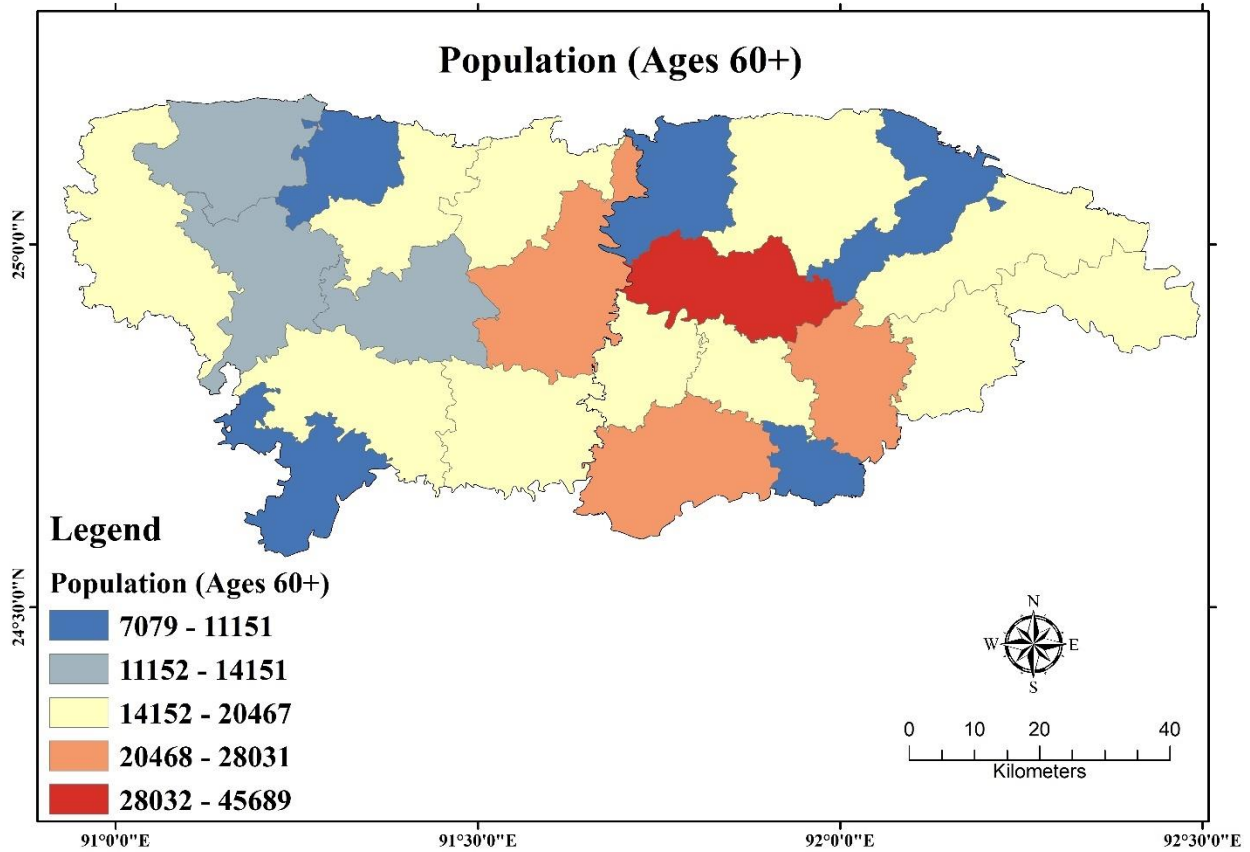 Population (Ages 60+)
25°0'0"N
24°30'0"N
Legend
Population (Ages 60+)
7079 - 11151
11152 - 14151
14152 - 20467
20468 - 28031
28032 - 45689
N
W E
S
0 10 20 40
Kilometers
91°0'0"E 91°30'0"E 92°0'0"E 92°30'0"E